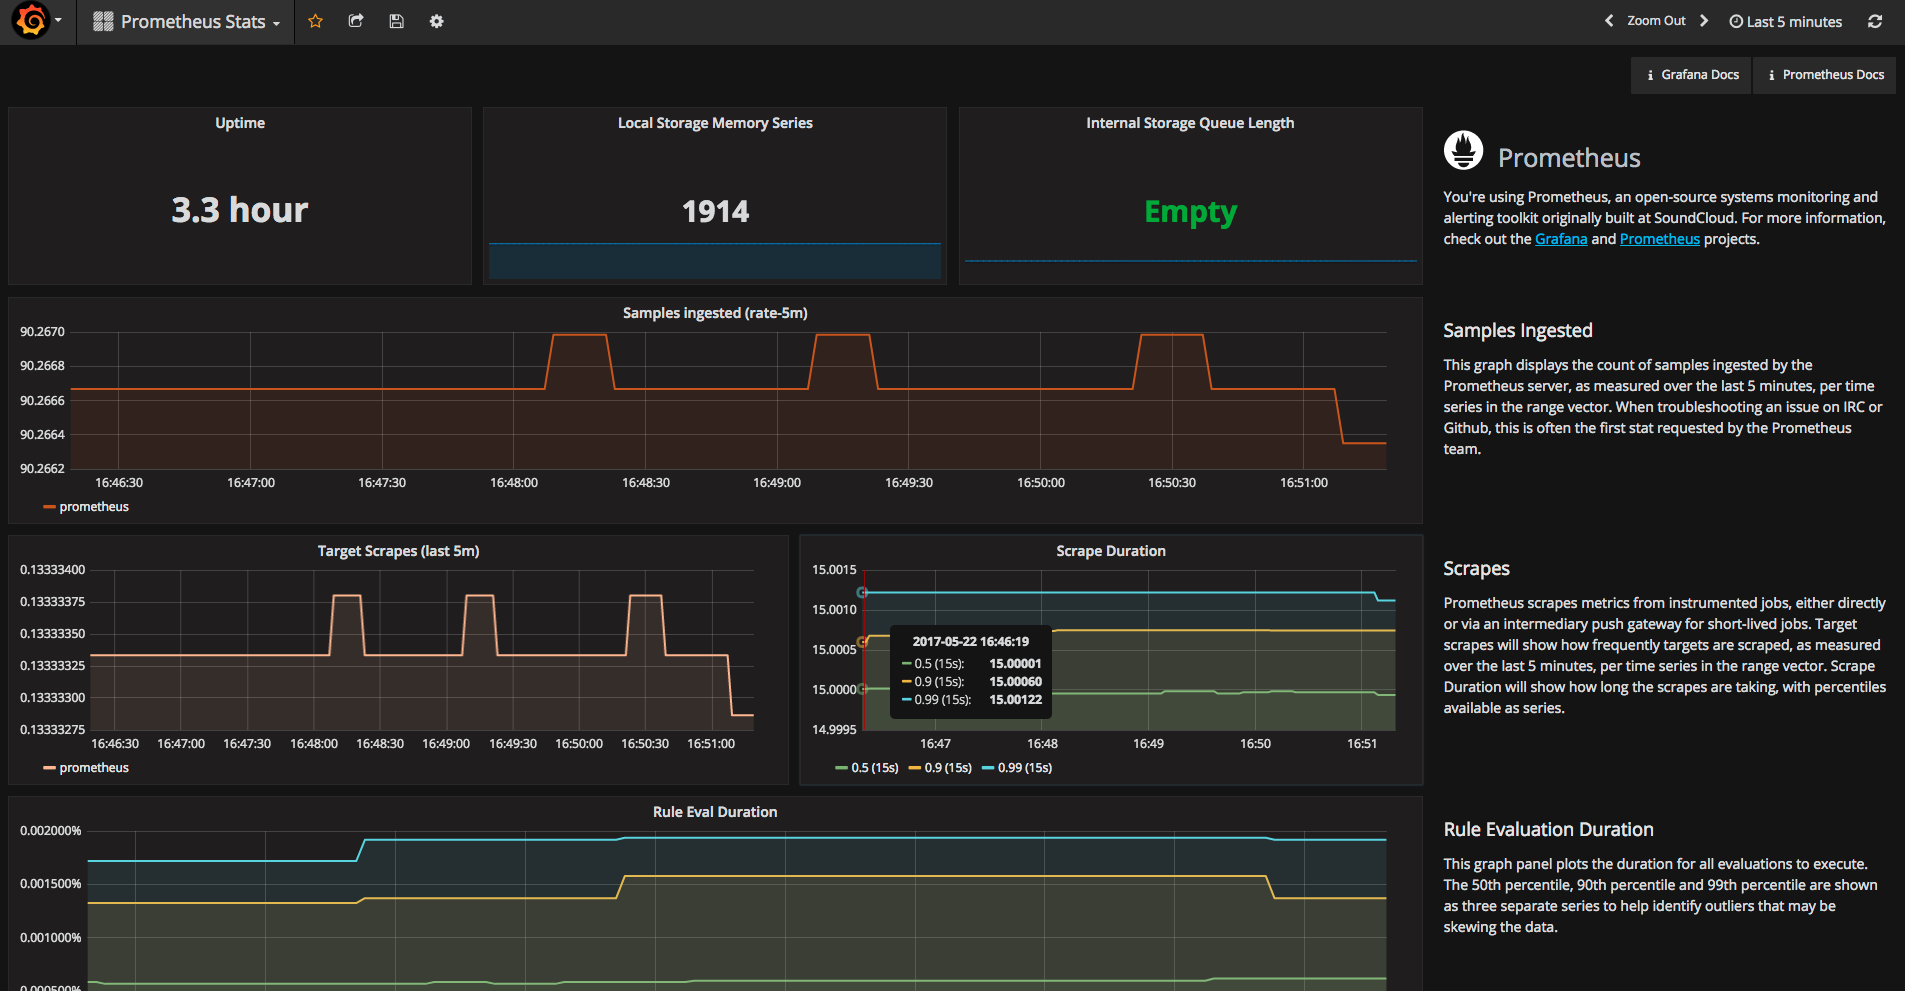 Prometheus Stats
Zoom Out
Last 5 minutes
Grafana Docs
Prometheus Docs
Uptime
3.3 hour
Local Storage Memory Series
1914
Internal Storage Queue Length
Empty
Prometheus
You're using Prometheus, an open-source systems monitoring and
alerting toolkit originally built at SoundCloud. For more information,
check out the Grafana and Prometheus projects.
Samples ingested (rate-5m)
90.2670
90.2668
90.2666
90.2664
90.2662
16:46:30 16:47:00 16:47:30 16:48:00 16:48:30 16:49:00 16:49:30 16:50:00 16:50:30 16:51:00
prometheus
Samples Ingested
This graph displays the count of samples ingested by the
Prometheus server, as measured over the last 5 minutes, per time
series in the range vector. When troubleshooting an issue on IRC or
Github, this is often the first stat requested by the Prometheus
team.
Target Scrapes (last 5m)
0.13333400
0.13333375
0.13333350
0.13333325
0.13333300
0.13333275
16:46:30 16:47:00 16:47:30 16:48:00 16:48:30 16:49:00 16:49:30 16:50:00 16:50:30 16:51:00
prometheus
Scrape Duration
15.0015
15.0010
15.0005
15.0000
14.9995
2017-05-22 16:46:19
0.5 (15s): 15.00001
0.9 (15s): 15.00060
0.99 (15s): 15.00122
16:47 16:48 16:49 16:50 16:51
0.5 (15s) 0.9 (15s) 0.99 (15s)
Scrapes
Prometheus scrapes metrics from instrumented jobs, either directly
or via an intermediary push gateway for short-lived jobs. Target
scrapes will show how frequently targets are scraped, as measured
over the last 5 minutes, per time series in the range vector. Scrape
Duration will show how long the scrapes are taking, with percentiles
available as series.
Rule Eval Duration
0.002000%
0.001500%
0.001000%
0.000500%
Rule Evaluation Duration
This graph panel plots the duration for all evaluations to execute.
The 50th percentile, 90th percentile and 99th percentile are shown
as three separate series to help identify outliers that may be
skewing the data.